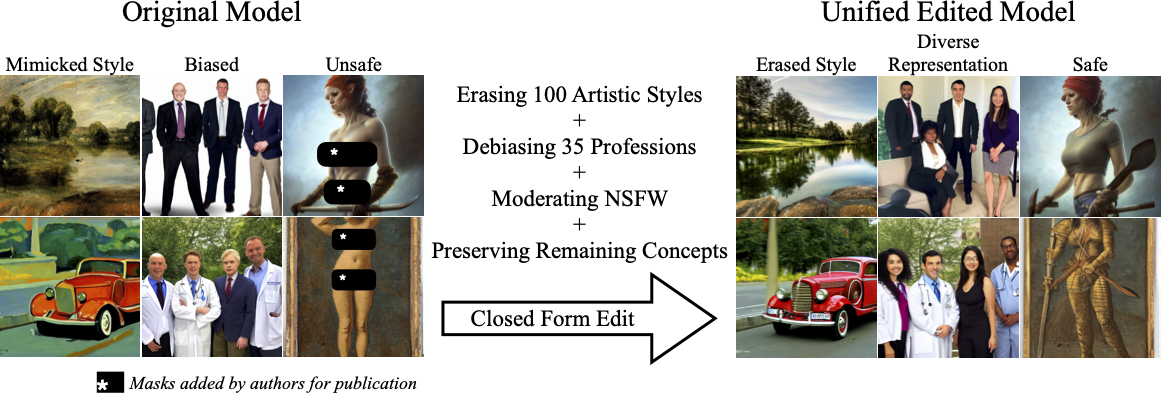 Original Model
Unified Edited Model
Mimicked Style
Biased
Unsafe
Erased Style
Diverse
Representation
Safe
Erasing 100 Artistic Styles
+
Debiasing 35 Professions
+
Moderating NSFW
+
Preserving Remaining Concepts
Closed Form Edit
*
*
*
*
* Masks added by authors for publication